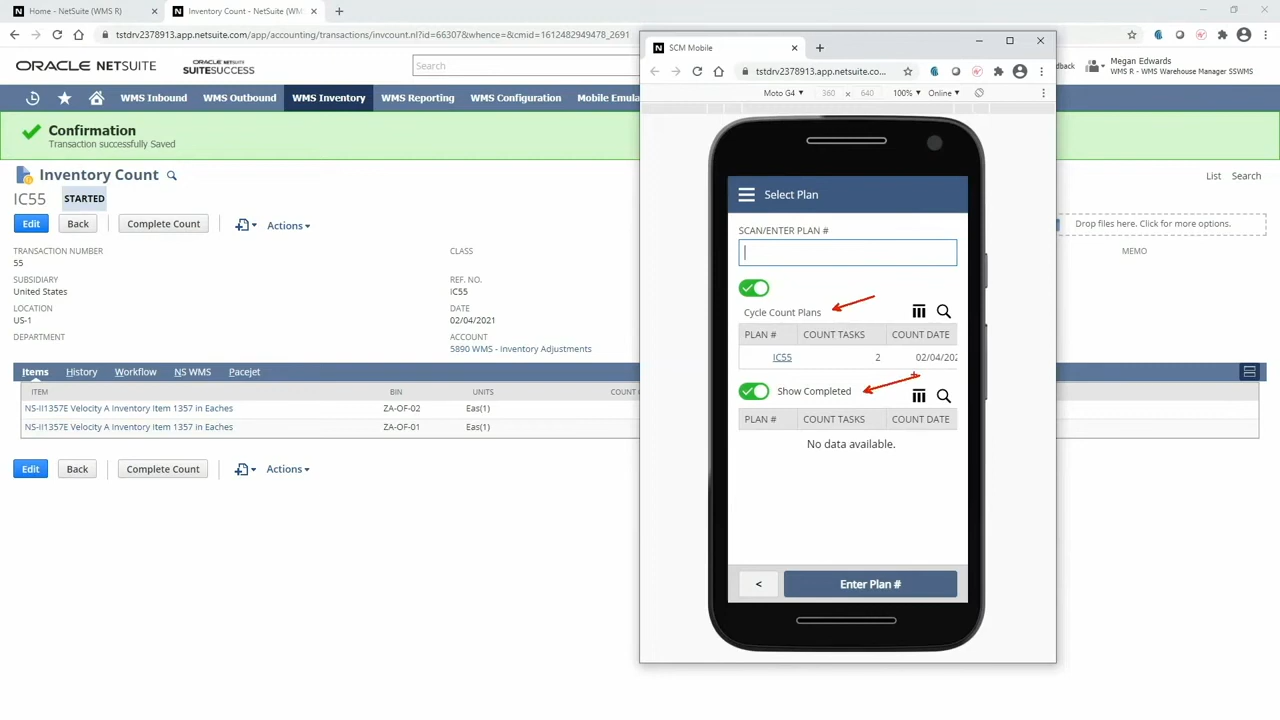 Home - NetSuite (WMS R)
Inventory Count - NetSuite (WM
tstdrv2378913.app.netsuite.com/app/accounting/transactions/invcount.nl?id=66307&whence=&cmid=1612482949478_2691
ORACLE NETSUITE
SUITESUCCESS
Search
dback
Megan Edwards
WMS R - WMS Warehouse Manager SSWMS
WMS Inbound
WMS Outbound
WMS Inventory
WMS Reporting
WMS Configuration
Mobile Emula
Confirmation
Transaction successfully Saved
Inventory Count
List
Search
IC55
STARTED
Edit
Back
Complete Count
Actions
Drop files here. Click for more options.
TRANSACTION NUMBER
55
SUBSIDIARY
United States
LOCATION
US-1
DEPARTMENT
CLASS
REF. NO.
IC55
DATE
02/04/2021
ACCOUNT
5890 WMS - Inventory Adjustments
MEMO
Items
History
Workflow
NS WMS
Pacejet
ITEM
BIN
UNITS
COUNT
NS-II1357E Velocity A Inventory Item 1357 in Eaches
ZA-OF-02
Eas(1)
NS-II1357E Velocity A Inventory Item 1357 in Eaches
ZA-OF-01
Eas(1)
Edit
Back
Complete Count
Actions
SCM Mobile
tstdrv2378913.app.netsuite.co...
Moto G4
360
x
640
100%
Online
Select Plan
SCAN/ENTER PLAN #
Cycle Count Plans
PLAN #
COUNT TASKS
COUNT DATE
IC55
2
02/04/202
Show Completed
PLAN #
COUNT TASKS
COUNT DATE
No data available.
<
Enter Plan #